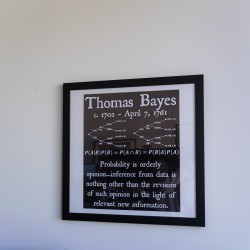 Thomas Bayes
c. 1702 – April 7, 1761
P(A|B)P(B) = P(A∩B) = P(B|A)P(A)
Probability is orderly
opinion...inference from data is
nothing other than the revision
of such opinion in the light of
relevant new information.